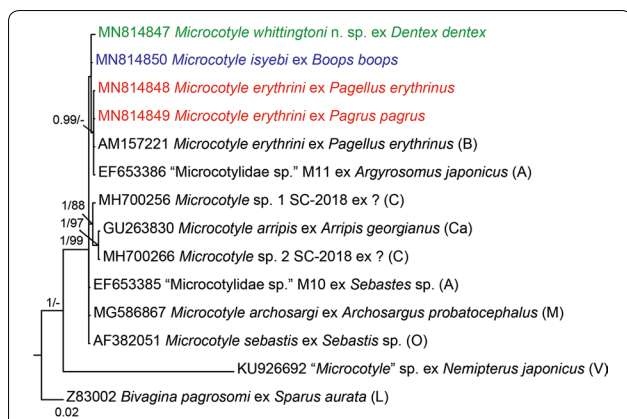 MN814847 Microcotyle whittingtoni n. sp. ex Dentex dentex
MN814850 Microcotyle isyebi ex Boops boops
MN814848 Microcotyle erythrini ex Pagellus erythrinus
MN814849 Microcotyle erythrini ex Pagrus pagrus
0.99/-
AM157221 Microcotyle erythrini ex Pagellus erythrinus (B)
EF653386 “Microcotylidae sp.” M11 ex Argyrosomus japonicus (A)
1/88
MH700256 Microcotyle sp. 1 SC-2018 ex ? (C)
1/97
GU263830 Microcotyle arripis ex Arripis georgianus (Ca)
1/99
MH700266 Microcotyle sp. 2 SC-2018 ex ? (C)
EF653385 “Microcotylidae sp.” M10 ex Sebastes sp. (A)
1/-
MG586867 Microcotyle archosargi ex Archosargus probatocephalus (M)
AF382051 Microcotyle sebastis ex Sebastis sp. (O)
KU926692 “Microcotyle” sp. ex Nemipterus japonicus (V)
Z83002 Bivagina pagrosomi ex Sparus aurata (L)
0.02